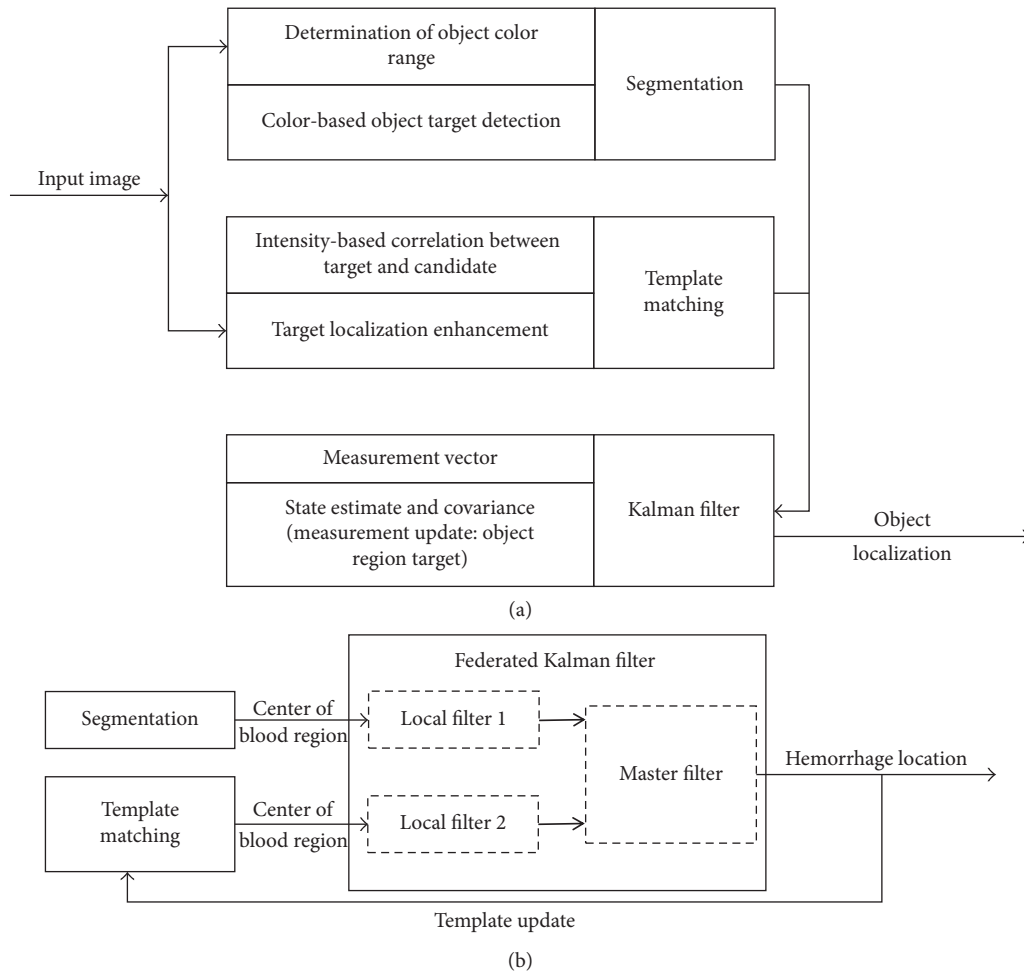 Input image
Determination of object color
range
Color-based object target detection
Segmentation
Intensity-based correlation between
target and candidate
Target localization enhancement
Template
matching
Measurement vector
State estimate and covariance
(measurement update: object
region target)
Kalman filter
Object
localization
(a)
Federated Kalman filter
Segmentation
Center of
blood region
Local filter 1
Template
matching
Center of
blood region
Local filter 2
Master filter
Hemorrhage location
Template update
(b)